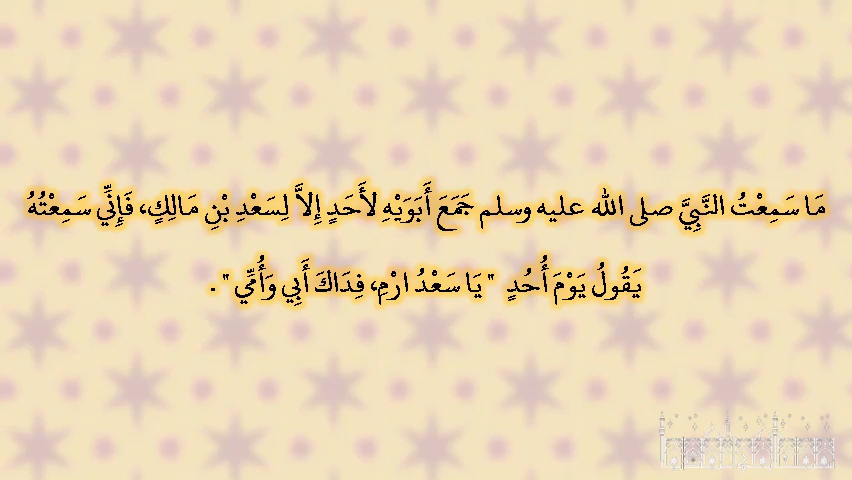 مَا سَمِعْتُ النَّبِيَّ صلى الله عليه وسلم جَمَعَ أَبَوَيْهِ لأَحَدٍ إِلاَّ لِسَعْدِ بْنِ مَالِكٍ، فَإِنِّي سَمِعْتُهُ
يَقُولُ يَوْمَ أُحُدٍ " يَا سَعْدُ ارْمِ، فِدَاكَ أَبِي وَأُمِّي " .